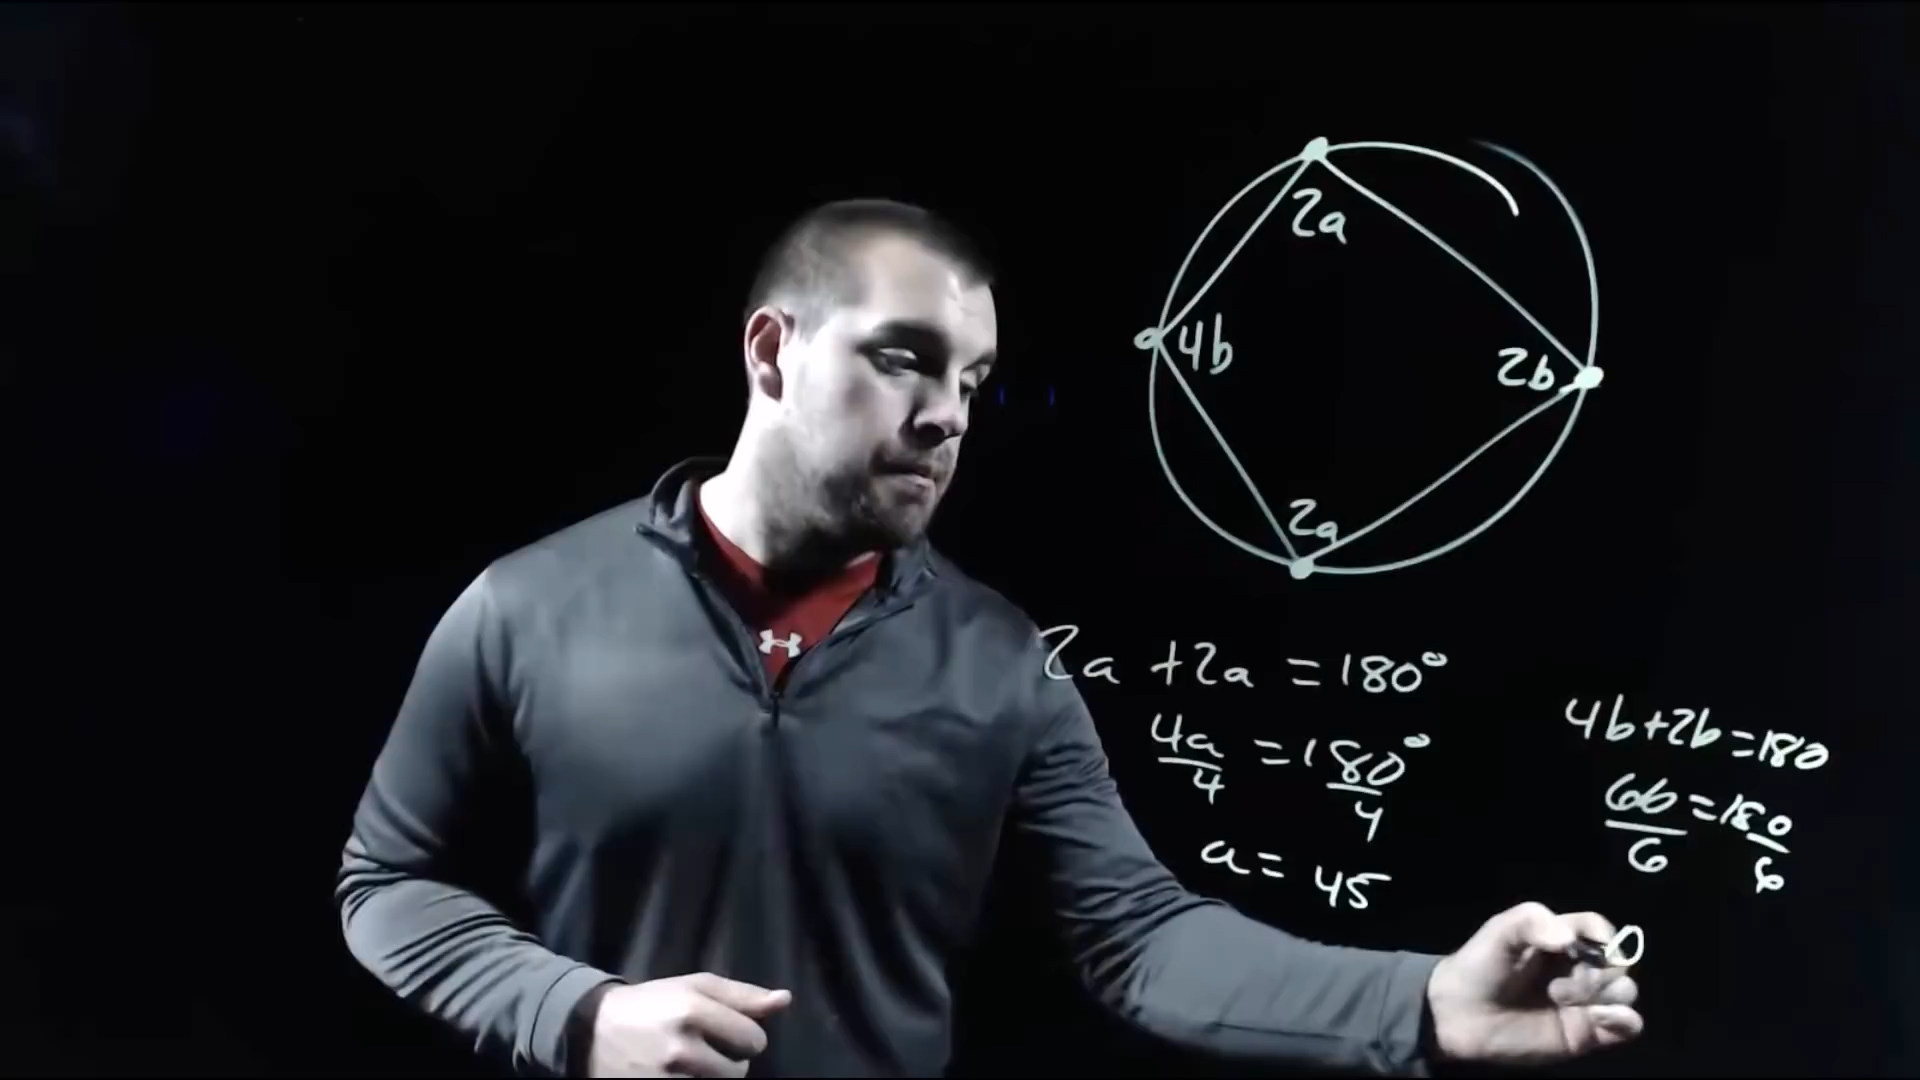 2a
4b
2b
2a
2a + 2a = 180°
4a/4 = 180°/4
a = 45
4b+2b=180
6b/6 = 180/6
0